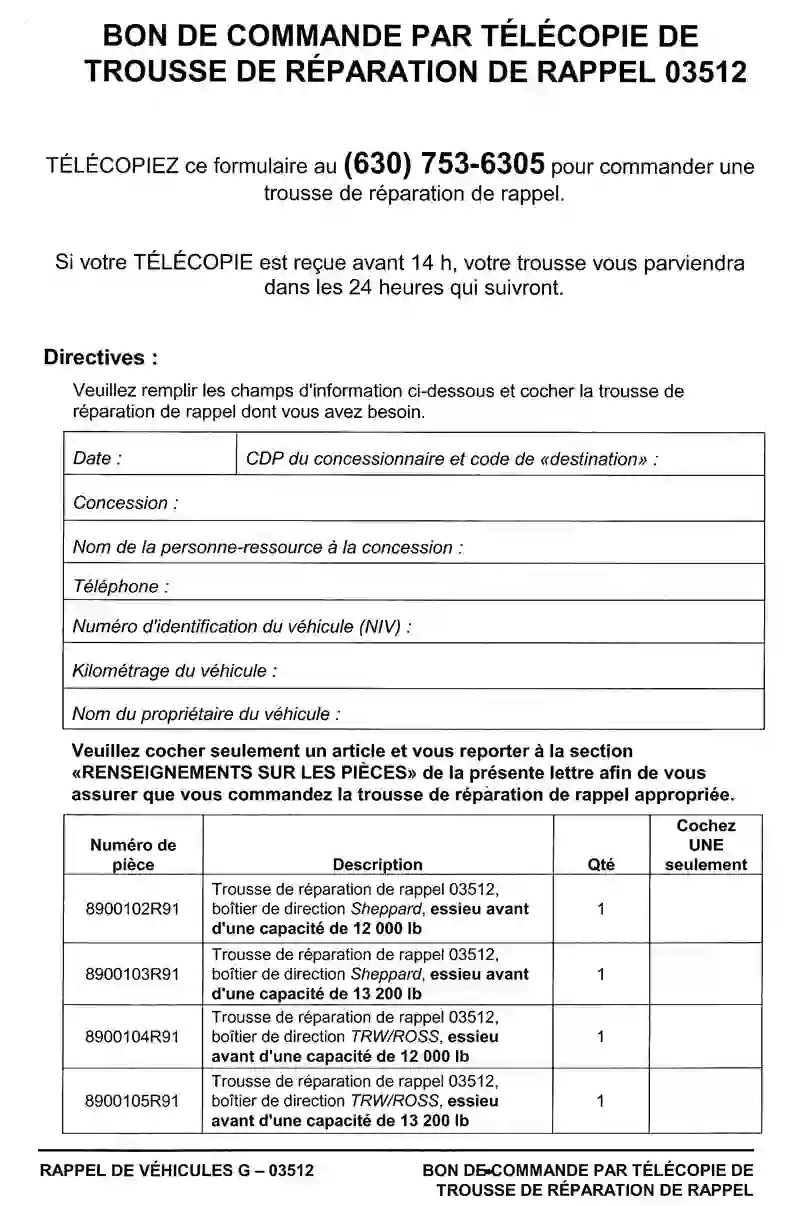 BON DE COMMANDE PAR TÉLÉCOPIE DE
TROUSSE DE RÉPARATION DE RAPPEL 03512
TÉLÉCOPIEZ ce formulaire au (630) 753-6305 pour commander une
trousse de réparation de rappel.
Si votre TÉLÉCOPIE est reçue avant 14 h, votre trousse vous parviendra
dans les 24 heures qui suivront.
Directives :
Veuillez remplir les champs d'information ci-dessous et cocher la trousse de
réparation de rappel dont vous avez besoin.
Date : CDP du concessionnaire et code de «destination» :
Concession :
Nom de la personne-ressource à la concession :
Téléphone :
Numéro d'identification du véhicule (NIV) :
Kilométrage du véhicule :
Nom du propriétaire du véhicule :
Veuillez cocher seulement un article et vous reporter à la section
«RENSEIGNEMENTS SUR LES PIÈCES» de la présente lettre afin de vous
assurer que vous commandez la trousse de réparation de rappel appropriée.
Numéro de
pièce
Description
Qté
Cochez
UNE
seulement
8900102R91
Trousse de réparation de rappel 03512,
boîtier de direction Sheppard, essieu avant
d'une capacité de 12 000 lb
1
8900103R91
Trousse de réparation de rappel 03512,
boîtier de direction Sheppard, essieu avant
d'une capacité de 13 200 lb
1
8900104R91
Trousse de réparation de rappel 03512,
boîtier de direction TRW/ROSS, essieu
avant d'une capacité de 12 000 lb
1
8900105R91
Trousse de réparation de rappel 03512,
boîtier de direction TRW/ROSS, essieu
avant d'une capacité de 13 200 lb
1
RAPPEL DE VÉHICULES G – 03512
BON DE COMMANDE PAR TÉLÉCOPIE DE
TROUSSE DE RÉPARATION DE RAPPEL